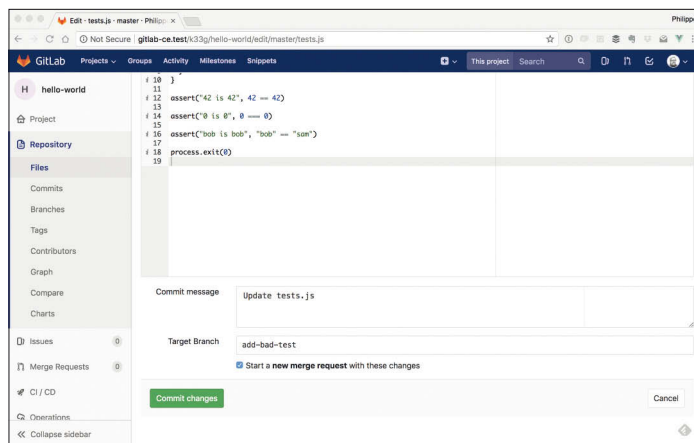 Edit · tests.js · master · Philipp
Philipp
Not Secure gitlab-ce.test/k33g/hello-world/edit/master/tests.js
GitLab Projects Groups Activity Milestones Snippets This project Search
H hello-world
Project
Repository
Files
Commits
Branches
Tags
Contributors
Graph
Compare
Charts
Issues 0
Merge Requests 0
CI / CD
Operations
Collapse sidebar
i 10 }
11
i 12 assert("42 is 42", 42 == 42)
13
i 14 assert("0 is 0", 0 === 0)
15
i 16 assert("bob is bob", "bob" == "sam")
17
i 18 process.exit(0)
19
Commit message
Update tests.js
Target Branch
add-bad-test
Start a new merge request with these changes
Commit changes Cancel